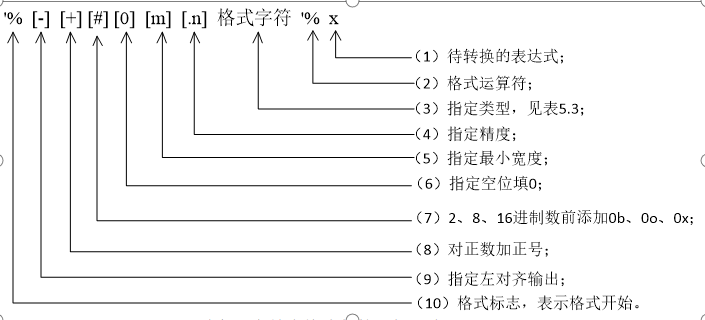 '% [-] [+] [#] [0] [m] [.n] 格式字符 '% x
（1）待转换的表达式；
（2）格式运算符；
（3）指定类型，见表5.3；
（4）指定精度；
（5）指定最小宽度；
（6）指定空位填0；
（7）2、8、16进制数前添加0b、0o、0x；
（8）对正数加正号；
（9）指定左对齐输出；
（10）格式标志，表示格式开始。